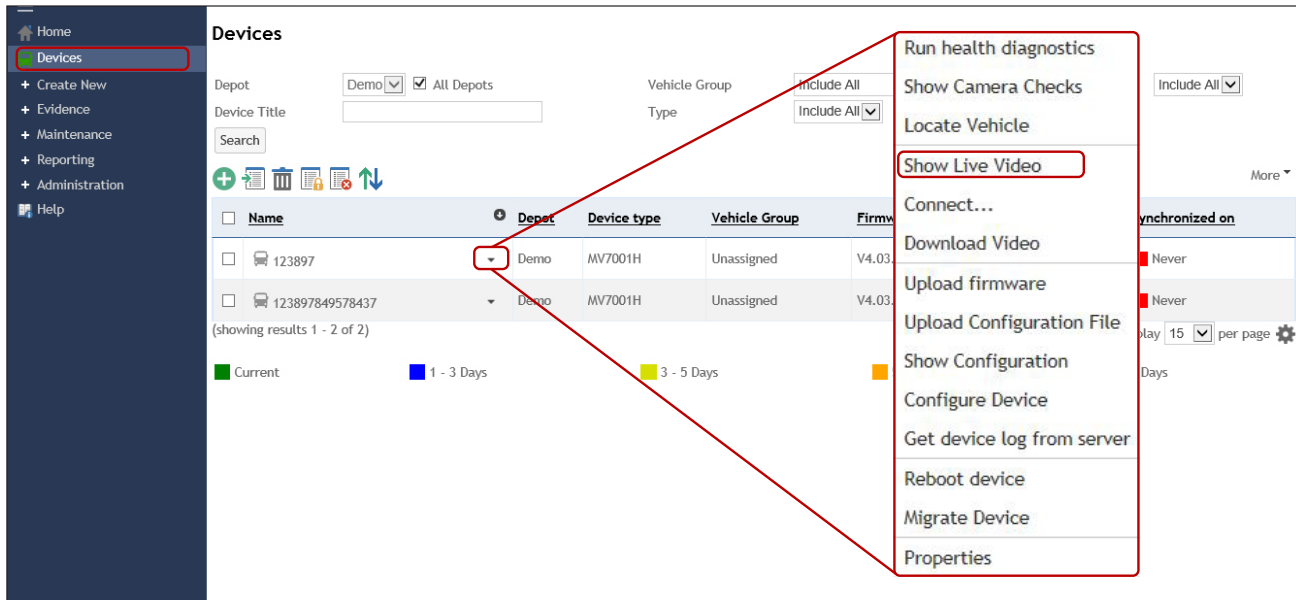 Home
Devices
+ Create New
+ Evidence
+ Maintenance
+ Reporting
+ Administration
Help
Devices
Depot Demo All Depots Vehicle Group Include All Include All
Device Title Type Include All
Search
More
Name Depot Device type Vehicle Group Firmw ynchronized on
123897 Demo MV7001H Unassigned V4.03. Never
123897849578437 Demo MV7001H Unassigned V4.03. Never
(showing results 1 - 2 of 2) play 15 per page
Current 1 - 3 Days 3 - 5 Days Days
Run health diagnostics
Show Camera Checks
Locate Vehicle
Show Live Video
Connect...
Download Video
Upload firmware
Upload Configuration File
Show Configuration
Configure Device
Get device log from server
Reboot device
Migrate Device
Properties